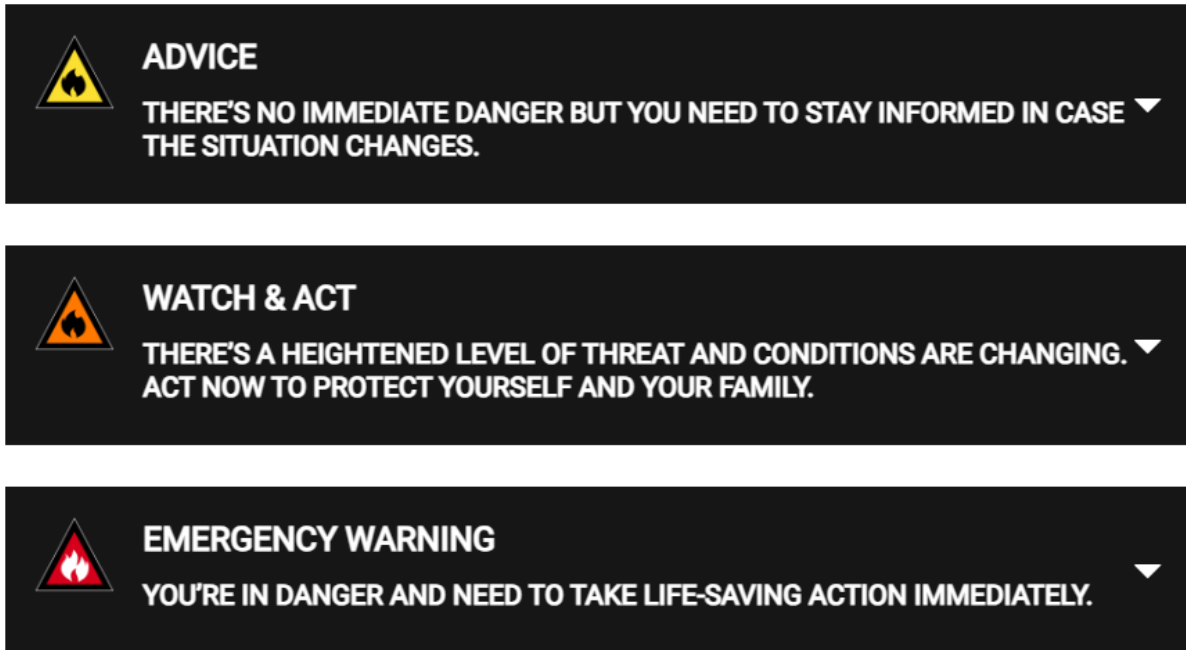 ADVICE
THERE'S NO IMMEDIATE DANGER BUT YOU NEED TO STAY INFORMED IN CASE
THE SITUATION CHANGES.
WATCH & ACT
THERE'S A HEIGHTENED LEVEL OF THREAT AND CONDITIONS ARE CHANGING.
ACT NOW TO PROTECT YOURSELF AND YOUR FAMILY.
EMERGENCY WARNING
YOU'RE IN DANGER AND NEED TO TAKE LIFE-SAVING ACTION IMMEDIATELY.